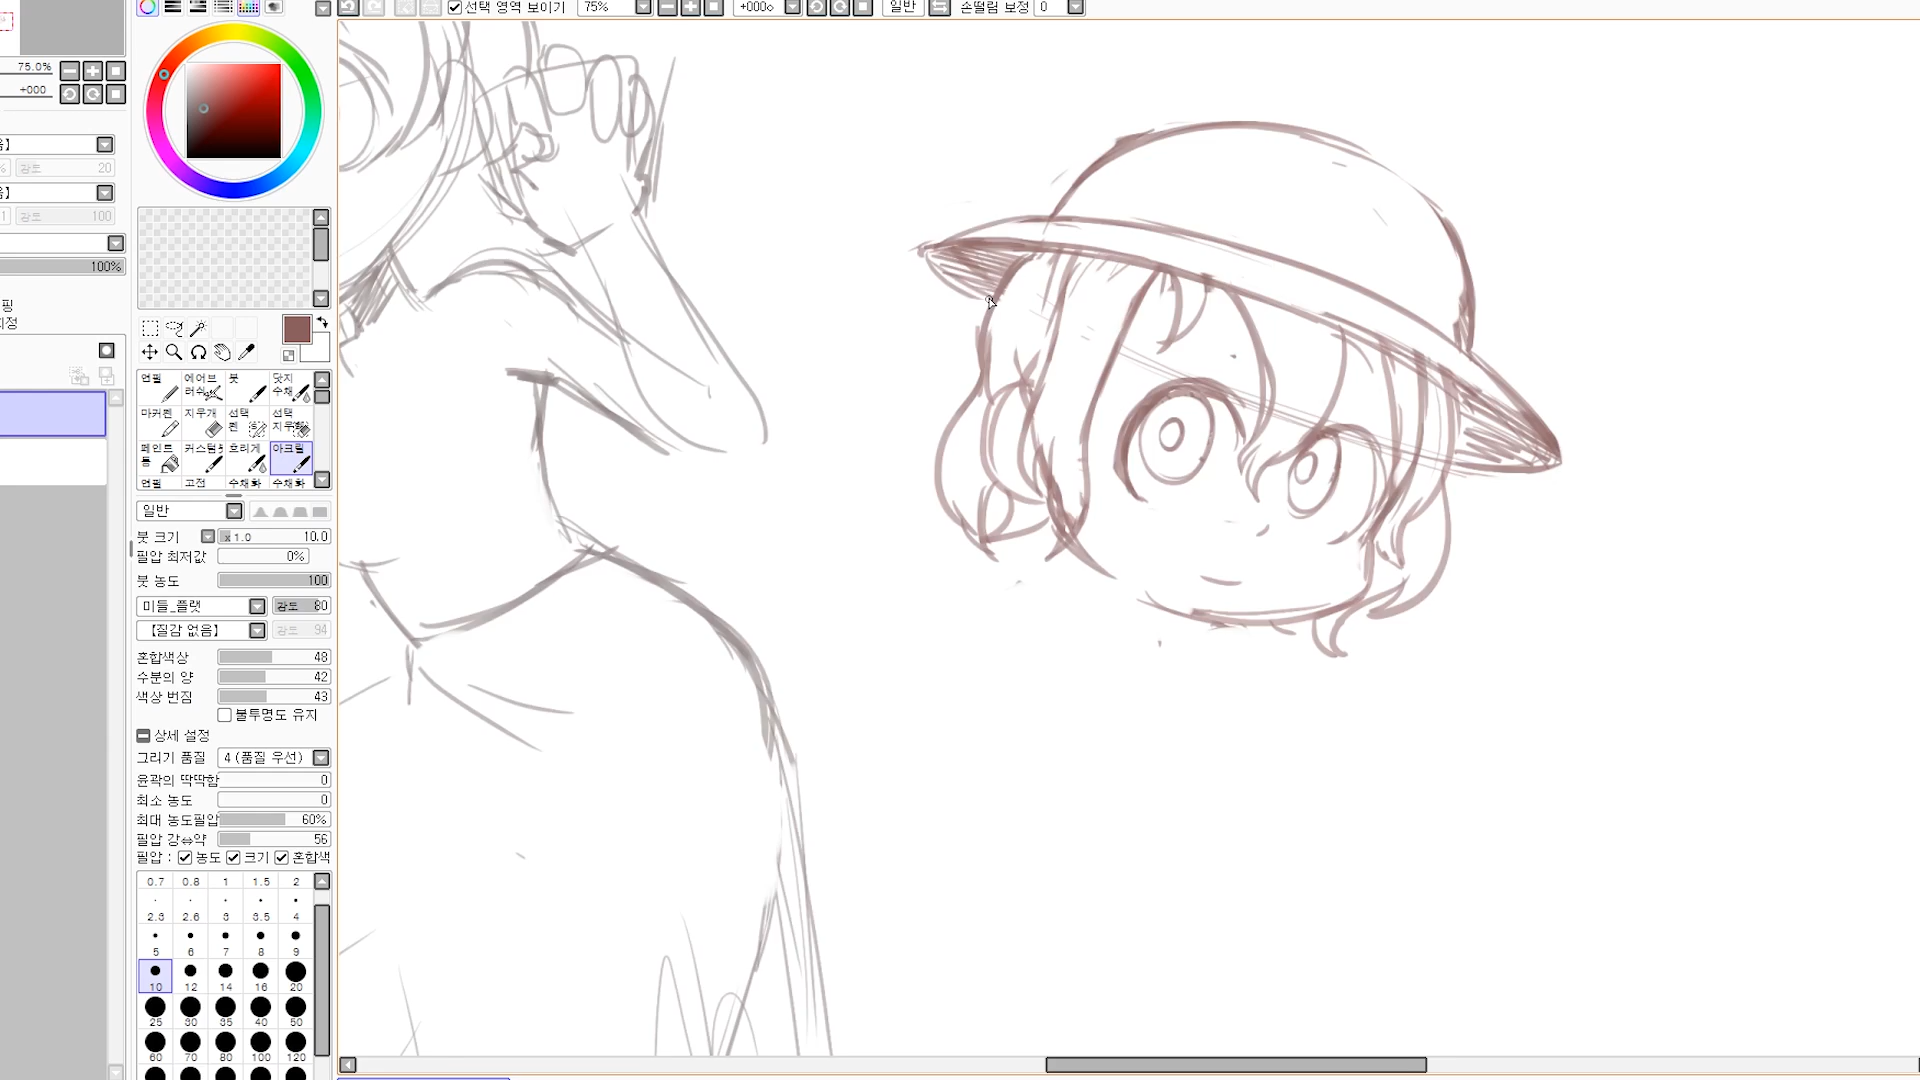 선택 영역 보이기 75% +000◇ 일반 손떨림 보정 0
75.0%
+000
강도 20
1 강도 100
100%
핑
지정
연필 에어브러쉬 붓 닷지 수채
마커펜 지우개 선택펜 선택 지우개
페인트통 흐리게 아크릴
연필 고전 수채화 수채화
일반
붓 크기 x 1.0 10.0
필압 최저값 0%
붓 농도 100
미들_플랫 강도 80
【질감 없음】 강도 94
혼합색상 48
수분의 양 42
색상 번짐 43
불투명도 유지
상세 설정
그리기 품질 4 (품질 우선)
윤곽의 딱딱함 0
최소 농도 0
최대 농도필압 60%
필압 강⇔약 56
필압 : 농도 크기 혼합색
0.7 0.8 1 1.5 2
2.3 2.6 3 3.5 4
5 6 7 8 9
10 12 14 16 20
25 30 35 40 50
60 70 80 100 120